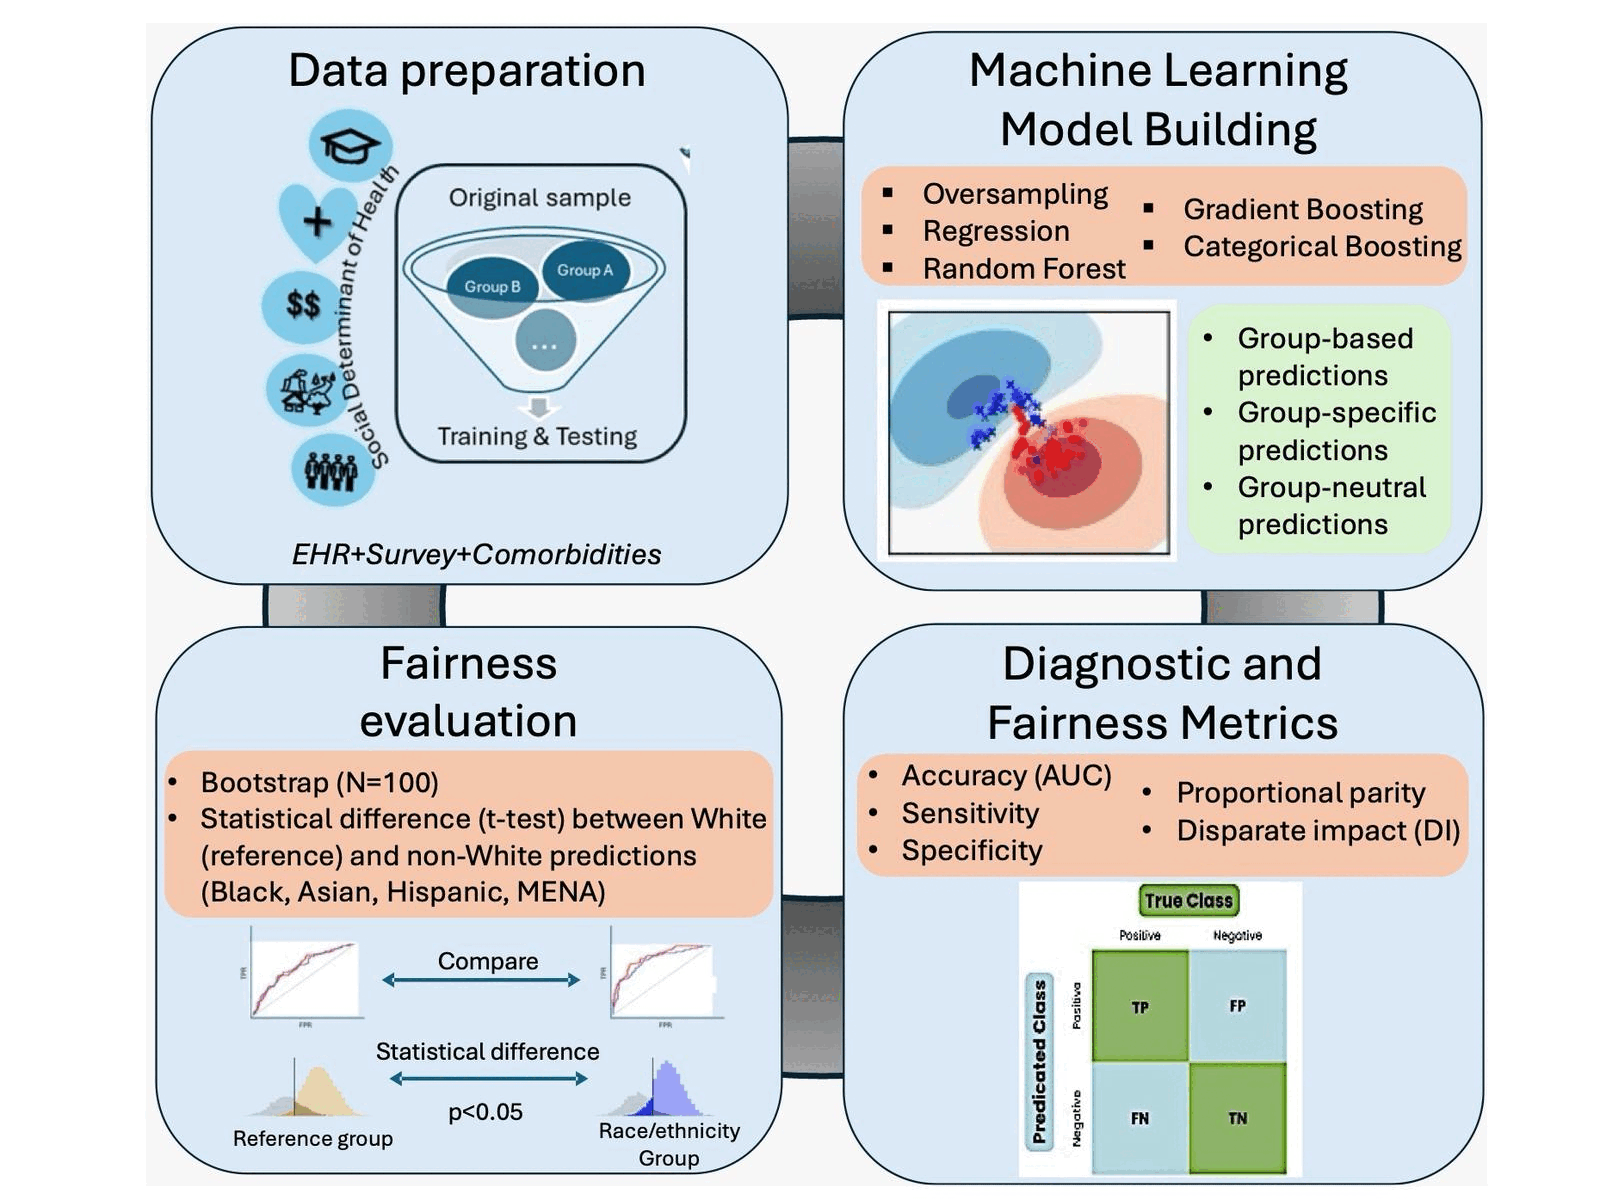 Data preparation
Social Determinant of Health
$$
Original sample
Group A
Group B
...
Training & Testing
EHR+Survey+Comorbidities
Machine Learning
Model Building
▪ Oversampling
▪ Regression
▪ Random Forest
▪ Gradient Boosting
▪ Categorical Boosting
• Group-based
predictions
• Group-specific
predictions
• Group-neutral
predictions
Fairness
evaluation
• Bootstrap (N=100)
• Statistical difference (t-test) between White
(reference) and non-White predictions
(Black, Asian, Hispanic, MENA)
TPR
FPR
Compare
TPR
FPR
Statistical difference
p<0.05
Reference group
Race/ethnicity
Group
Diagnostic and
Fairness Metrics
• Accuracy (AUC)
• Sensitivity
• Specificity
• Proportional parity
• Disparate impact (DI)
True Class
Positive
Negative
Predicated Class
Positive
Negative
TP
FP
FN
TN